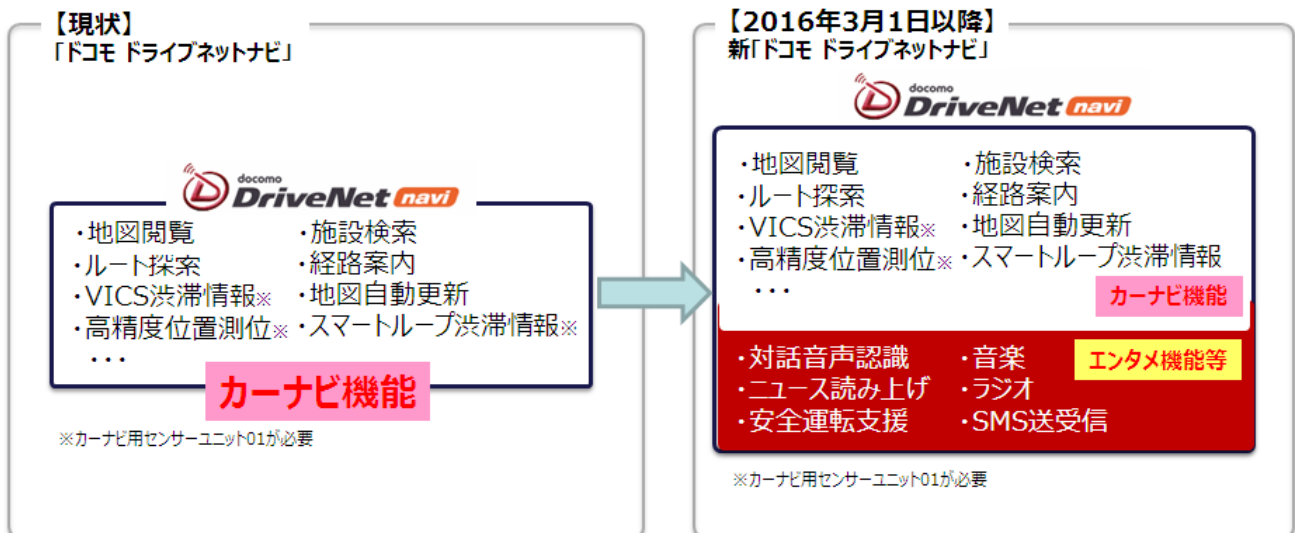 【現状】
「ドコモ ドライブネットナビ」
docomo
DriveNet navi
・地図閲覧 ・施設検索
・ルート探索 ・経路案内
・VICS渋滞情報※ ・地図自動更新
・高精度位置測位※ ・スマートループ渋滞情報※
・・・
カーナビ機能
※カーナビ用センサーユニット01が必要
【2016年3月1日以降】
新「ドコモ ドライブネットナビ」
docomo
DriveNet navi
・地図閲覧 ・施設検索
・ルート探索 ・経路案内
・VICS渋滞情報※ ・地図自動更新
・高精度位置測位※ ・スマートループ渋滞情報
・・・
カーナビ機能
・対話音声認識 ・音楽
エンタメ機能等
・ニュース読み上げ ・ラジオ
・安全運転支援 ・SMS送受信
※カーナビ用センサーユニット01が必要